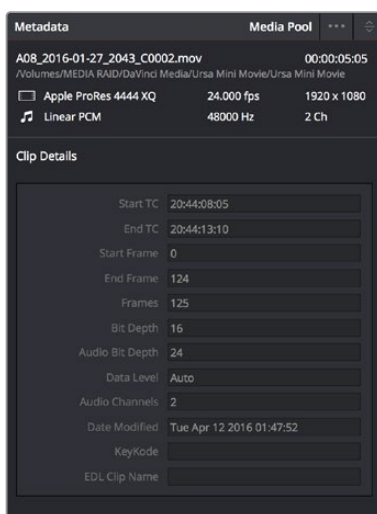 Metadata Media Pool •••
A08_2016-01-27_2043_C0002.mov 00:00:05:05
/Volumes/MEDIA RAID/DaVinci Media/Ursa Mini Movie/Ursa Mini Movie
Apple ProRes 4444 XQ 24.000 fps 1920 x 1080
Linear PCM 48000 Hz 2 Ch
Clip Details
Start TC 20:44:08:05
End TC 20:44:13:10
Start Frame 0
End Frame 124
Frames 125
Bit Depth 16
Audio Bit Depth 24
Data Level Auto
Audio Channels 2
Date Modified Tue Apr 12 2016 01:47:52
KeyKode
EDL Clip Name